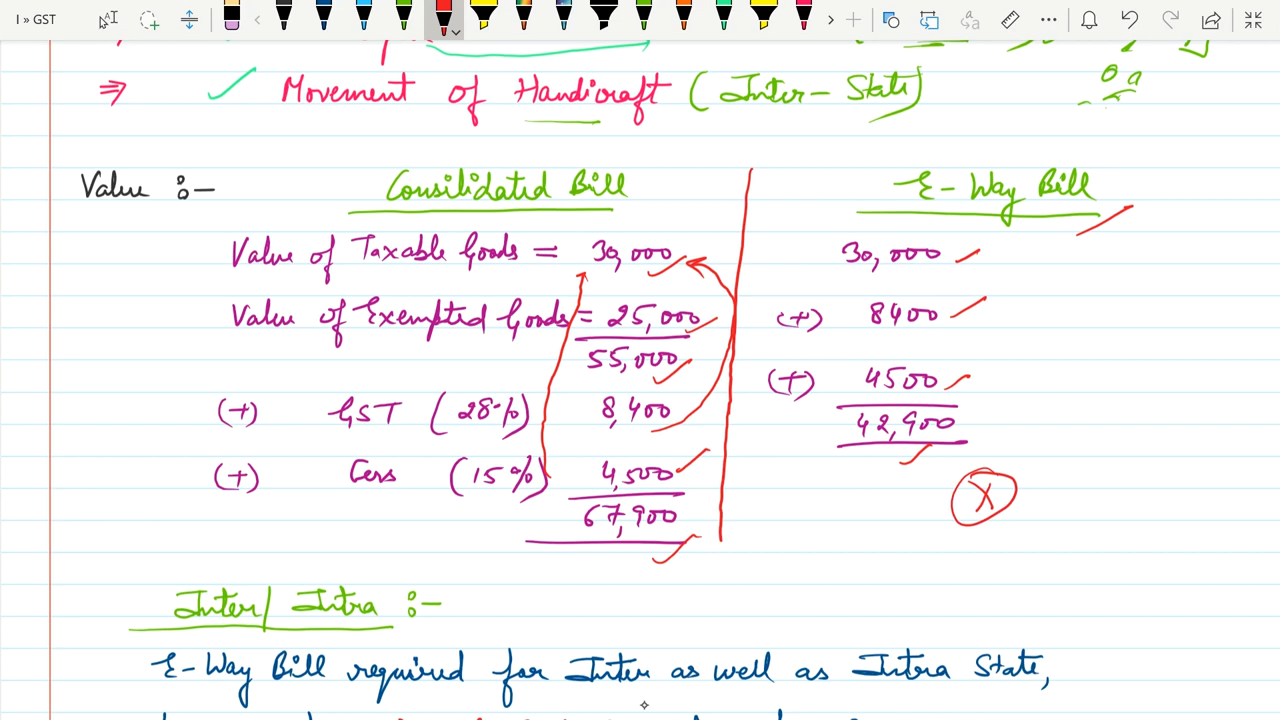 I » GST
⇒ ✓ Movement of Handicraft (Inter-State)
Value :- Consilidated Bill E-Way Bill
Value of Taxable Goods = 30,000 30,000
Value of Exempted Goods = 25,000 (+) 8400
55,000
(+) 4500
(+) GST (28%) 8,400 42,900
(+) Cess (15%) 4,500
67,900
X
Inter/Intra :-
E-Way Bill required for Inter as well as Intra State,